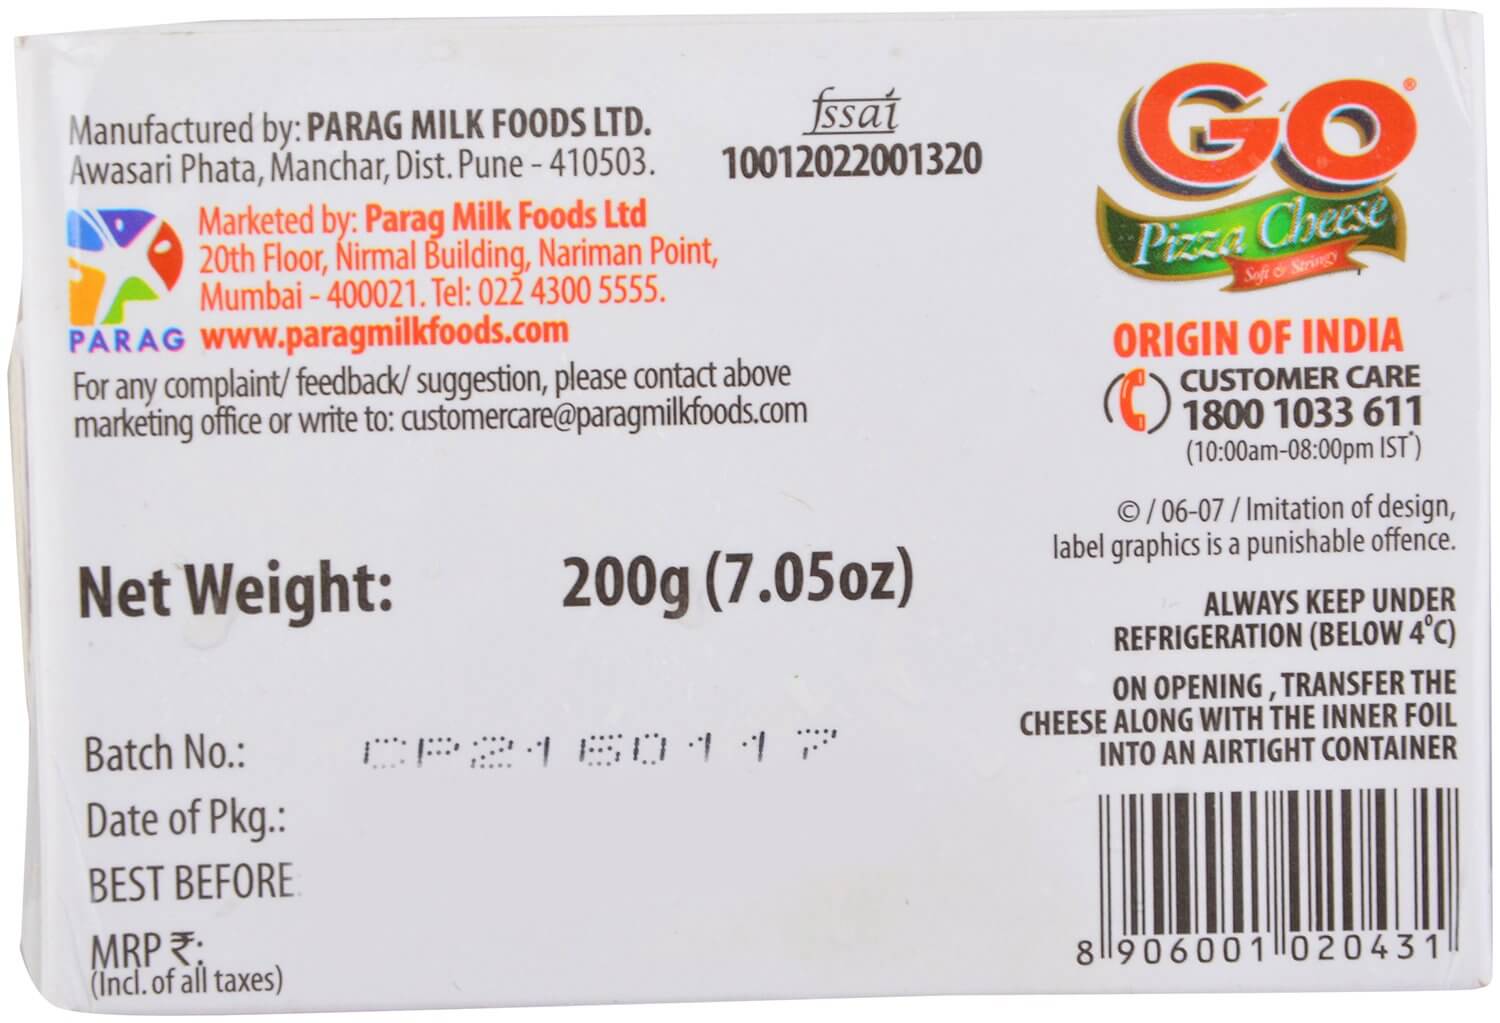 Manufactured by: PARAG MILK FOODS LTD.
Awasari Phata, Manchar, Dist. Pune - 410503.
fssai
10012022001320
PARAG
Marketed by: Parag Milk Foods Ltd
20th Floor, Nirmal Building, Nariman Point,
Mumbai - 400021. Tel: 022 4300 5555.
www.paragmilkfoods.com
For any complaint/ feedback/ suggestion, please contact above
marketing office or write to: customercare@paragmilkfoods.com
Net Weight: 200g (7.05oz)
Batch No.: CP2150117
Date of Pkg.:
BEST BEFORE
MRP ₹:
(Incl. of all taxes)
GO®
Pizza Cheese
Soft & Stringy
ORIGIN OF INDIA
CUSTOMER CARE
1800 1033 611
(10:00am-08:00pm IST*)
© / 06-07 / Imitation of design,
label graphics is a punishable offence.
ALWAYS KEEP UNDER
REFRIGERATION (BELOW 4°C)
ON OPENING , TRANSFER THE
CHEESE ALONG WITH THE INNER FOIL
INTO AN AIRTIGHT CONTAINER
8 906001 020431